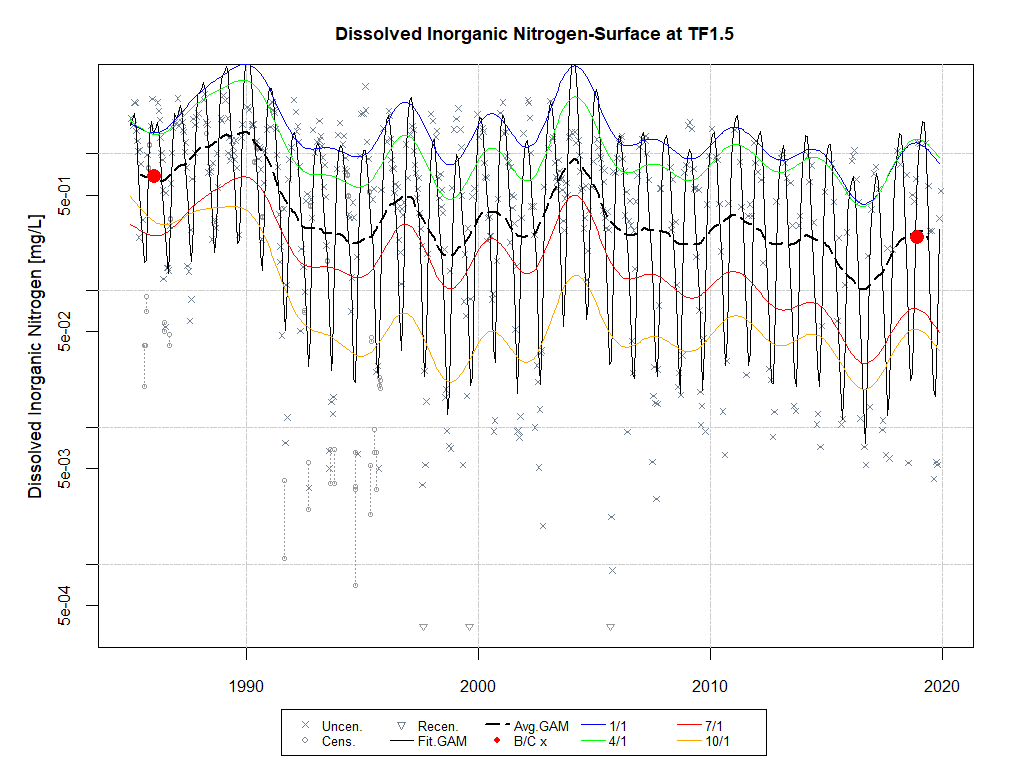 Dissolved Inorganic Nitrogen-Surface at TF1.5
Dissolved Inorganic Nitrogen [mg/L]
5e-01
5e-02
5e-03
5e-04
1990 2000 2010 2020
Uncen. Recen. Avg.GAM 1/1 7/1
Cens. Fit.GAM B/C x 4/1 10/1